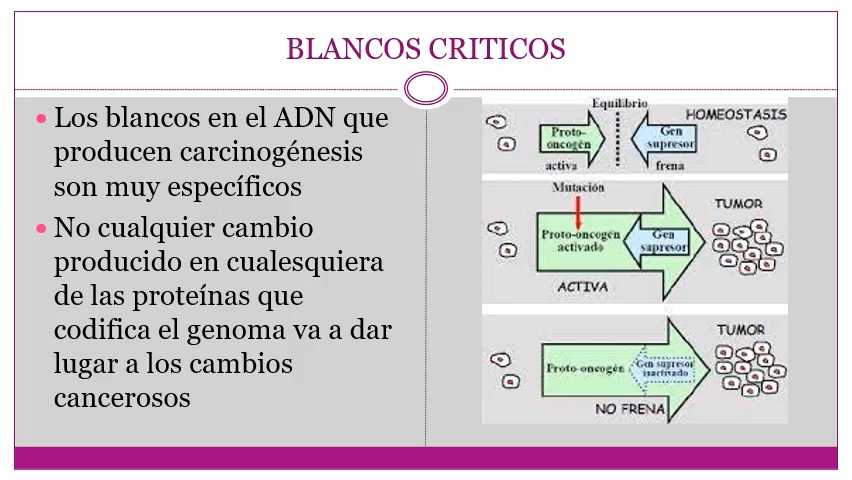 BLANCOS CRITICOS
Los blancos en el ADN que
producen carcinogénesis
son muy específicos
No cualquier cambio
producido en cualesquiera
de las proteínas que
codifica el genoma va a dar
lugar a los cambios
cancerosos
Equilibrio
HOMEOSTASIS
Proto-
oncogén
Gen
supresor
activa
frena
Mutación
TUMOR
Proto-oncogén
activado
Gen
supresor
ACTIVA
TUMOR
Proto-oncogén
Gen supresor
inactivado
NO FRENA